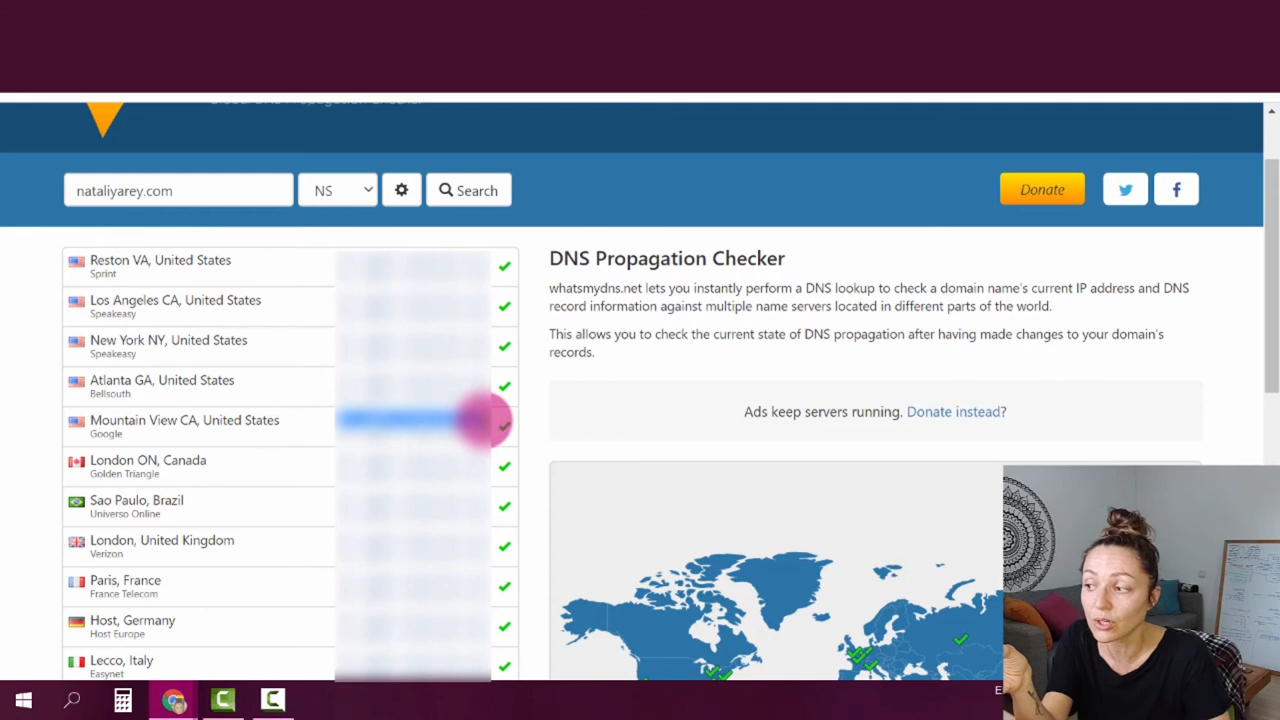 Global DNS Propagation Checker
nataliyarey.com
NS
Search
Donate
Reston VA, United States
Sprint
Los Angeles CA, United States
Speakeasy
New York NY, United States
Speakeasy
Atlanta GA, United States
Bellsouth
Mountain View CA, United States
Google
London ON, Canada
Golden Triangle
Sao Paulo, Brazil
Universo Online
London, United Kingdom
Verizon
Paris, France
France Telecom
Host, Germany
Host Europe
Lecco, Italy
Easynet
DNS Propagation Checker
whatsmydns.net lets you instantly perform a DNS lookup to check a domain name's current IP address and DNS
record information against multiple name servers located in different parts of the world.
This allows you to check the current state of DNS propagation after having made changes to your domain's
records.
Ads keep servers running. Donate instead?
E